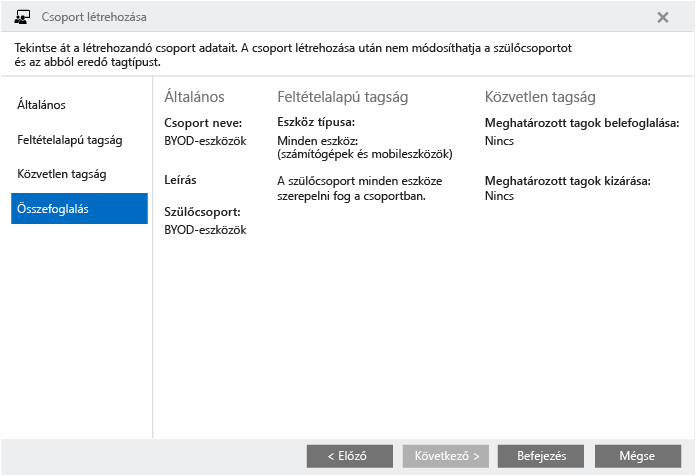 Csoport létrehozása
Tekintse át a létrehozandó csoport adatait. A csoport létrehozása után nem módosíthatja a szülőcsoportot
és az abból eredő tagtípust.
Általános
Feltételalapú tagság
Közvetlen tagság
Összefoglalás
Általános
Csoport neve:
BYOD-eszközök
Leírás
Szülőcsoport:
BYOD-eszközök
Feltételalapú tagság
Eszköz típusa:
Minden eszköz:
(számítógépek és mobileszközök)
A szülőcsoport minden eszköze
szerepelni fog a csoportban.
Közvetlen tagság
Meghatározott tagok belefoglalása:
Nincs
Meghatározott tagok kizárása:
Nincs
< Előző
Következő >
Befejezés
Mégse